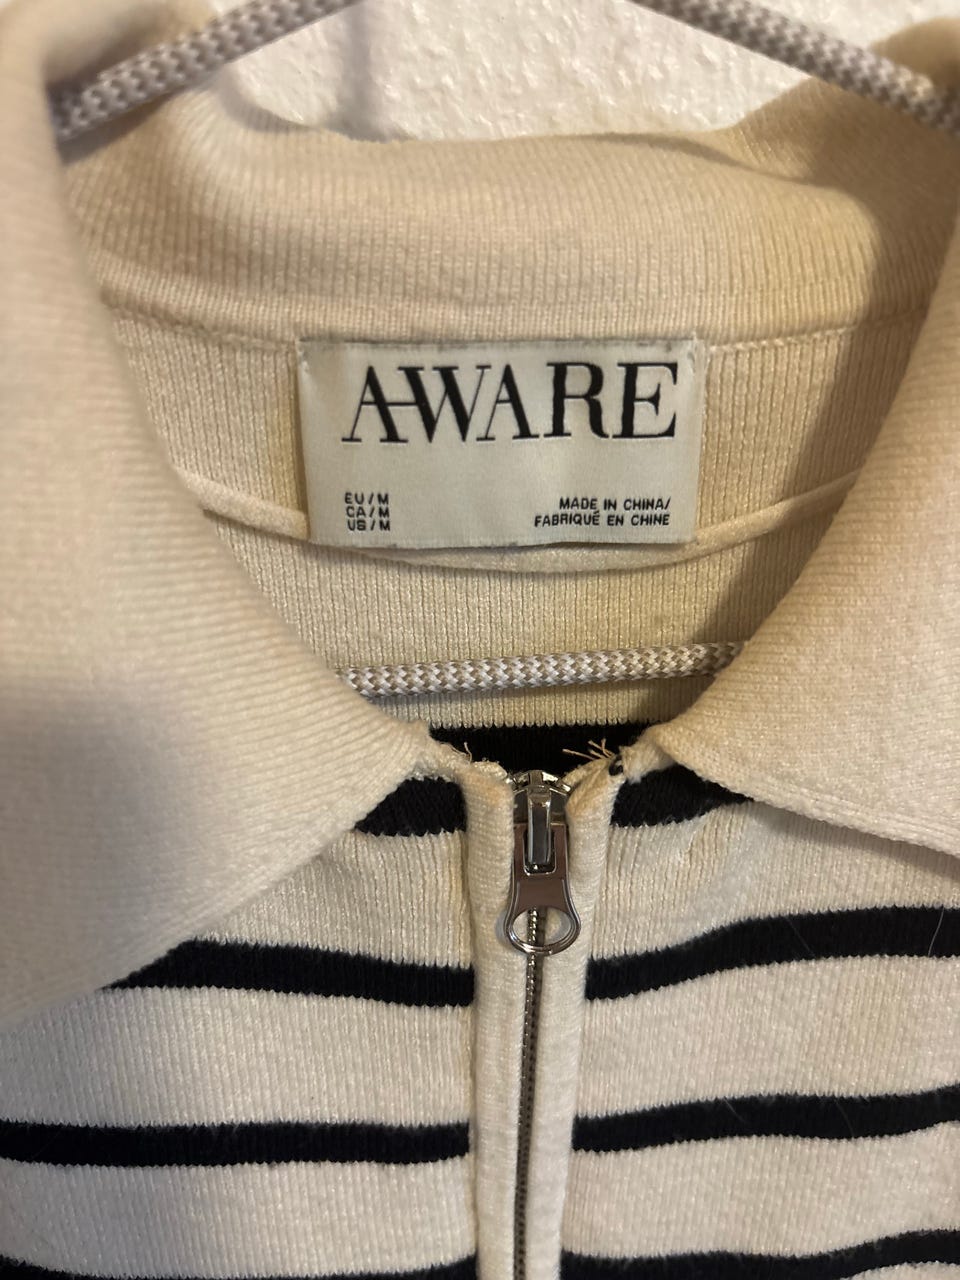 AWARE
EU/M
CA/M
US/M
MADE IN CHINA/
FABRIQUÉ EN CHINE